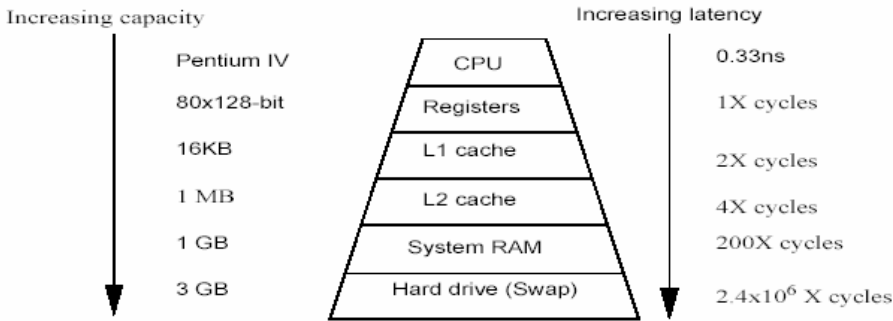 Increasing capacity
Increasing latency
Pentium IV
CPU
0.33ns
80x128-bit
Registers
1X cycles
16KB
L1 cache
2X cycles
1 MB
L2 cache
4X cycles
1 GB
System RAM
200X cycles
3 GB
Hard drive (Swap)
2.4x10⁶ X cycles